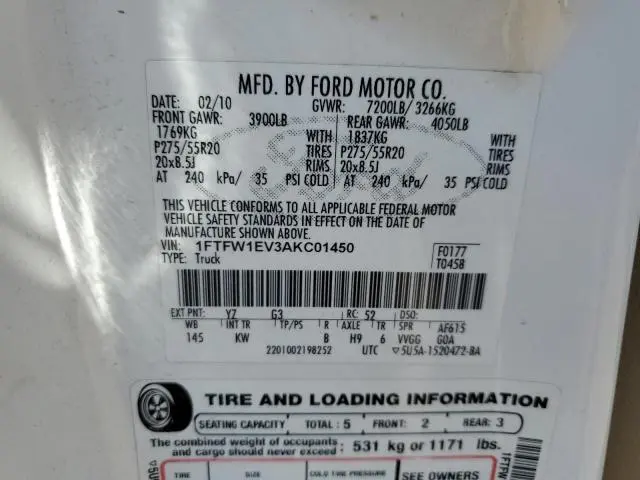 MFD. BY FORD MOTOR CO.
DATE: 02/10 GVWR: 7200LB/ 3266KG
FRONT GAWR: 3900LB REAR GAWR: 4050LB
1769KG WITH 1837KG WITH
P275/55R20 TIRES P275/55R20 TIRES
20x8.5J RIMS 20x8.5J RIMS
AT 240 kPa/ 35 PSI COLD AT 240 kPa/ 35 PSI COLD
THIS VEHICLE CONFORMS TO ALL APPLICABLE FEDERAL MOTOR
VEHICLE SAFETY STANDARDS IN EFFECT ON THE DATE OF
MANUFACTURE SHOWN ABOVE.
VIN: 1FTFW1EV3AKC01450 F0177
TYPE: Truck T0458
EXT PNT: YZ G3 RC: 52 DSO:
WB INT TR TP/PS R AXLE TR SPR AF615
145 KW B H9 6 VVGG G0A
2201002198252 UTC ▽5U5A-1520472-BA
TIRE AND LOADING INFORMATION
SEATING CAPACITY TOTAL: 5 FRONT: 2 REAR: 3
The combined weight of occupants
and cargo should never exceed: 531 kg or 1171 lbs.
TIRE SIZE COLD TIRE PRESSURE SEE OWNERS